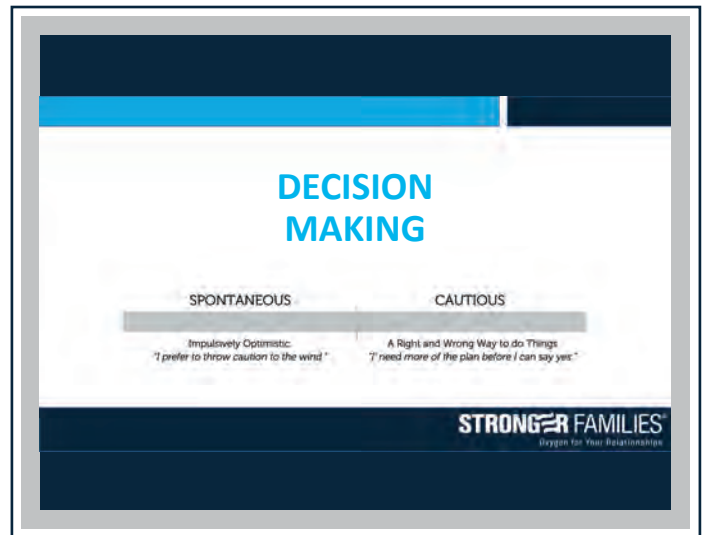 DECISION
MAKING
SPONTANEOUS
CAUTIOUS
Impulsively Optimistic
"I prefer to throw caution to the wind."
A Right and Wrong Way to do Things
"I need more of the plan before I can say yes."
STRONGER FAMILIES®
Oxygen for Your Relationships